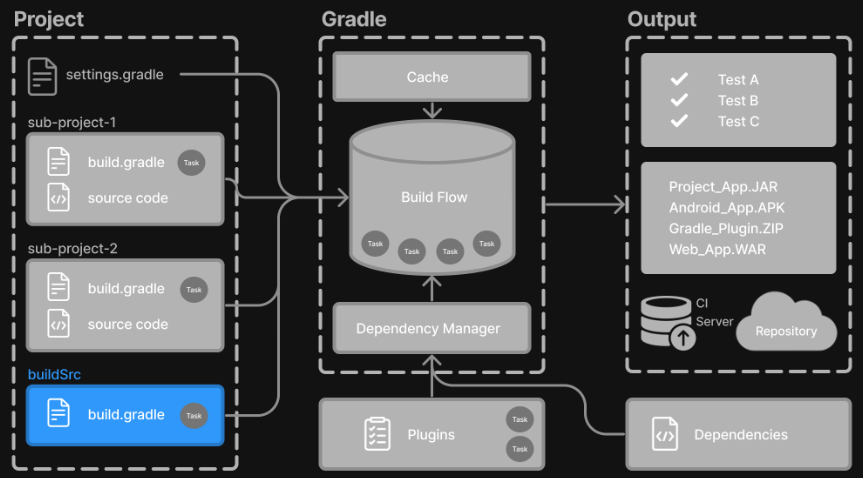 Project
settings.gradle
sub-project-1
build.gradle
Task
source code
sub-project-2
build.gradle
Task
source code
buildSrc
build.gradle
Task
Gradle
Cache
Build Flow
Task
Task
Task
Task
Dependency Manager
Plugins
Task
Task
Output
Test A
Test B
Test C
Project_App.JAR
Android_App.APK
Gradle_Plugin.ZIP
Web_App.WAR
CI
Server
Repository
Dependencies